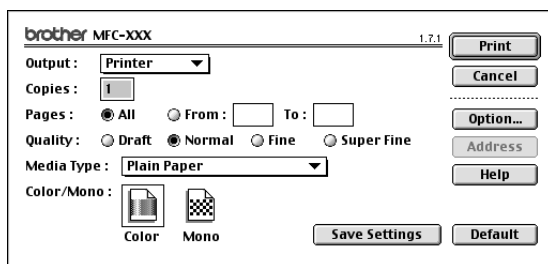 brother MFC-XXX 1.7.1
Print
Output : Printer
Cancel
Copies : 1
Pages : All From : To :
Option...
Quality : Draft Normal Fine Super Fine
Address
Media Type : Plain Paper
Help
Color/Mono :
Color Mono
Save Settings Default